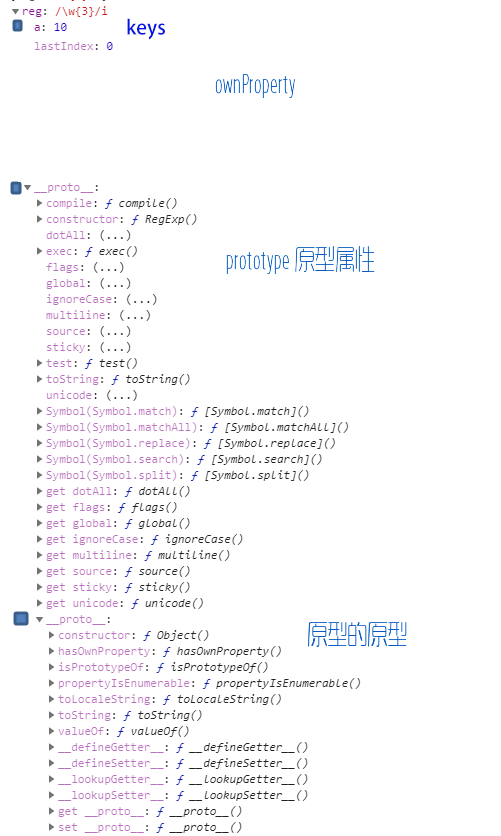 reg: /\w{3}/i
a: 10
keys
lastIndex: 0
ownProperty
__proto__:
compile: ƒ compile()
constructor: ƒ RegExp()
dotAll: (...)
exec: ƒ exec()
prototype 原型属性
flags: (...)
global: (...)
ignoreCase: (...)
multiline: (...)
source: (...)
sticky: (...)
test: ƒ test()
toString: ƒ toString()
unicode: (...)
Symbol(Symbol.match): ƒ [Symbol.match]()
Symbol(Symbol.matchAll): ƒ [Symbol.matchAll]()
Symbol(Symbol.replace): ƒ [Symbol.replace]()
Symbol(Symbol.search): ƒ [Symbol.search]()
Symbol(Symbol.split): ƒ [Symbol.split]()
get dotAll: ƒ dotAll()
get flags: ƒ flags()
get global: ƒ global()
get ignoreCase: ƒ ignoreCase()
get multiline: ƒ multiline()
get source: ƒ source()
get sticky: ƒ sticky()
get unicode: ƒ unicode()
__proto__:
原型的原型
constructor: ƒ Object()
hasOwnProperty: ƒ hasOwnProperty()
isPrototypeOf: ƒ isPrototypeOf()
propertyIsEnumerable: ƒ propertyIsEnumerable()
toLocaleString: ƒ toLocaleString()
toString: ƒ toString()
valueOf: ƒ valueOf()
__defineGetter__: ƒ __defineGetter__()
__defineSetter__: ƒ __defineSetter__()
__lookupGetter__: ƒ __lookupGetter__()
__lookupSetter__: ƒ __lookupSetter__()
get __proto__: ƒ __proto__()
set __proto__: ƒ __proto__()